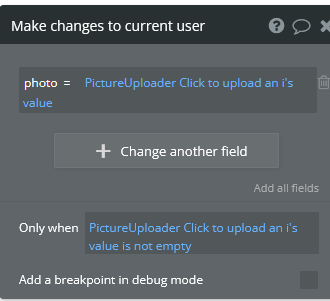 Make changes to current user
photo = PictureUploader Click to upload an i's
value
Change another field
Add all fields
Only when PictureUploader Click to upload an i's
value is not empty
Add a breakpoint in debug mode